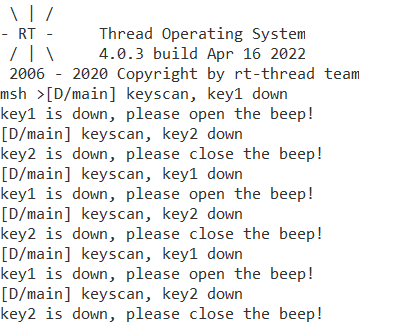 \ | /
- RT -     Thread Operating System
 / | \     4.0.3 build Apr 16 2022
 2006 - 2020 Copyright by rt-thread team
msh >[D/main] keyscan, key1 down
key1 is down, please open the beep!
[D/main] keyscan, key2 down
key2 is down, please close the beep!
[D/main] keyscan, key1 down
key1 is down, please open the beep!
[D/main] keyscan, key2 down
key2 is down, please close the beep!
[D/main] keyscan, key1 down
key1 is down, please open the beep!
[D/main] keyscan, key2 down
key2 is down, please close the beep!